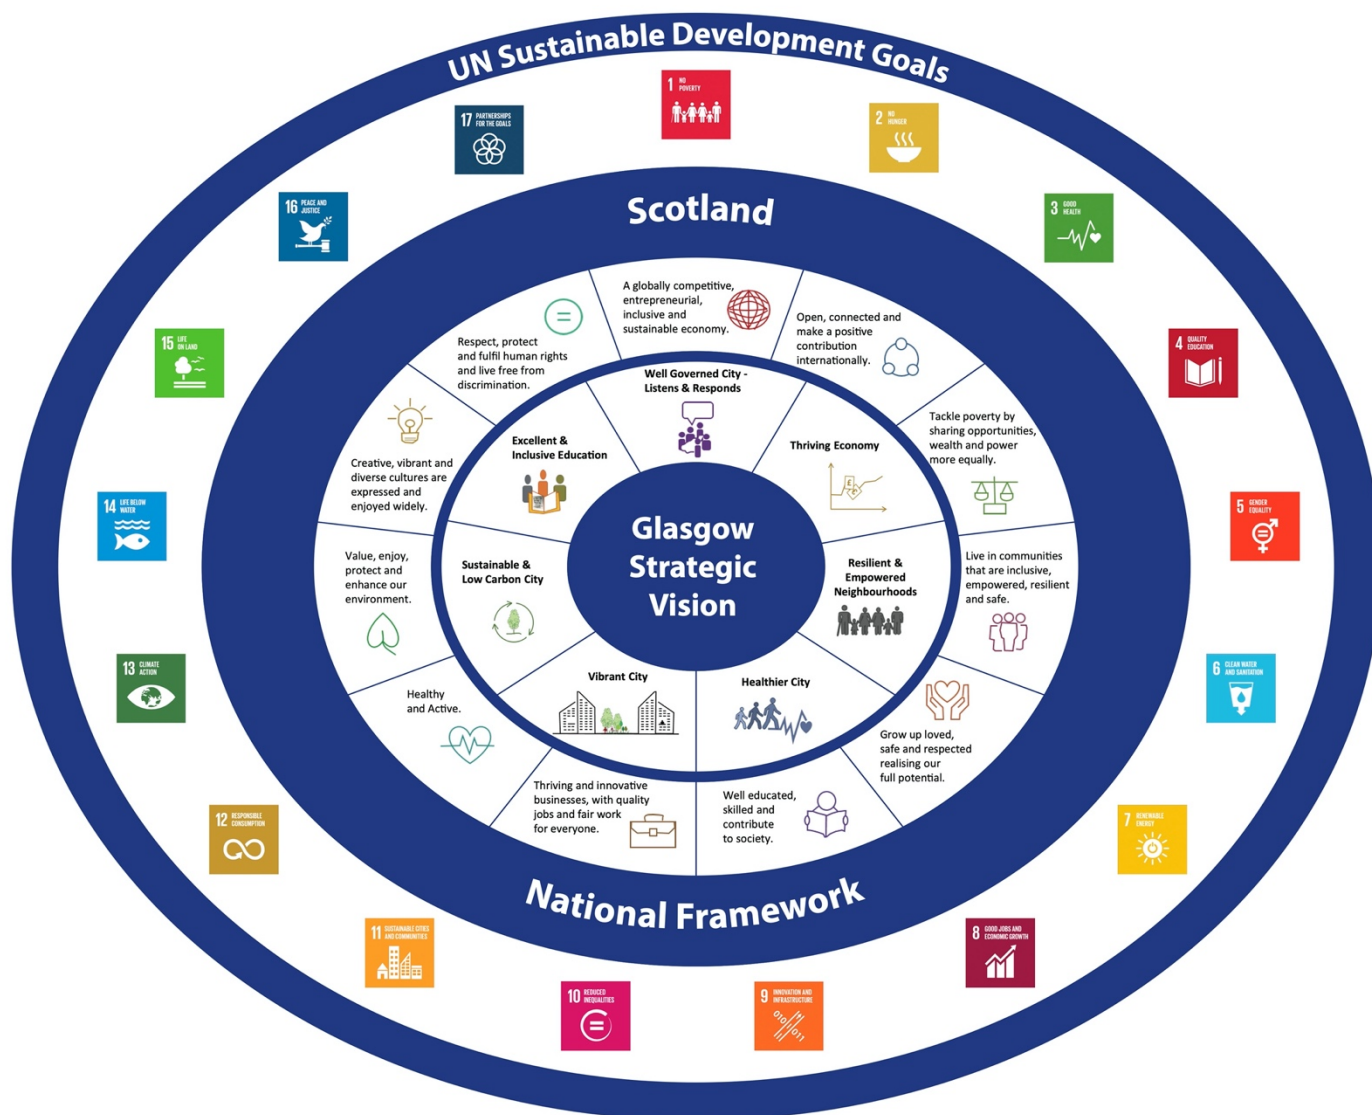 UN Sustainable Development Goals
1 NO
POVERTY
2 NO
HUNGER
3 GOOD
HEALTH
4 QUALITY
EDUCATION
5 GENDER
EQUALITY
6 CLEAN WATER
AND SANITATION
7 RENEWABLE
ENERGY
8 GOOD JOBS AND
ECONOMIC GROWTH
9 INNOVATION AND
INFRASTRUCTURE
10 REDUCED
INEQUALITIES
11 SUSTAINABLE CITIES
AND COMMUNITIES
12 RESPONSIBLE
CONSUMPTION
13 CLIMATE
ACTION
14 LIFE BELOW
WATER
15 LIFE
ON LAND
16 PEACE AND
JUSTICE
17 PARTNERSHIPS
FOR THE GOALS
Scotland
National Framework
A globally competitive,
entrepreneurial,
inclusive and
sustainable economy.
Open, connected and
make a positive
contribution
internationally.
Tackle poverty by
sharing opportunities,
wealth and power
more equally.
Live in communities
that are inclusive,
empowered, resilient
and safe.
Grow up loved,
safe and respected
realising our
full potential.
Well educated,
skilled and
contribute
to society.
Thriving and innovative
businesses, with quality
jobs and fair work
for everyone.
Healthy
and Active.
Value, enjoy,
protect and
enhance our
environment.
Creative, vibrant and
diverse cultures are
expressed and
enjoyed widely.
Respect, protect
and fulfil human rights
and live free from
discrimination.
Well Governed City -
Listens & Responds
Thriving Economy
£
Resilient &
Empowered
Neighbourhoods
Healthier City
Vibrant City
Sustainable &
Low Carbon City
Excellent &
Inclusive Education
Glasgow
Strategic
Vision
010
011